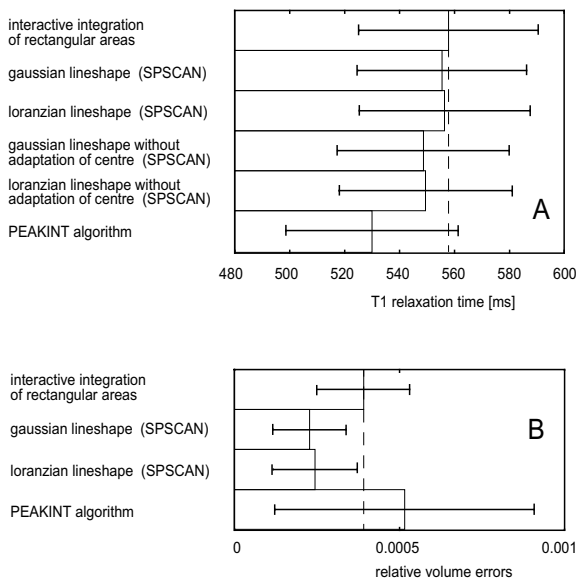 interactive integration
of rectangular areas
gaussian lineshape (SPSCAN)
loranzian lineshape (SPSCAN)
gaussian lineshape without
adaptation of centre (SPSCAN)
loranzian lineshape without
adaptation of centre (SPSCAN)
PEAKINT algorithm
A
480 500 520 540 560 580 600
T1 relaxation time [ms]
interactive integration
of rectangular areas
gaussian lineshape (SPSCAN)
loranzian lineshape (SPSCAN)
PEAKINT algorithm
B
0 0.0005 0.001
relative volume errors